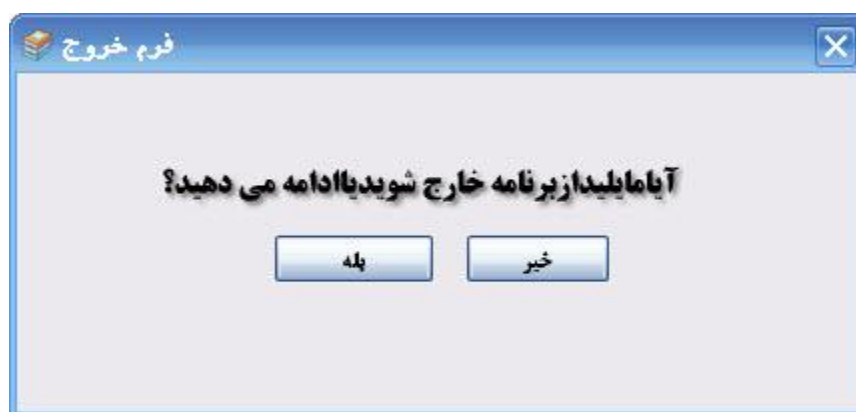 فرم خروج
آیامایلیدازبرنامه خارج شویدیاادامه می دهید؟
خیر
بله